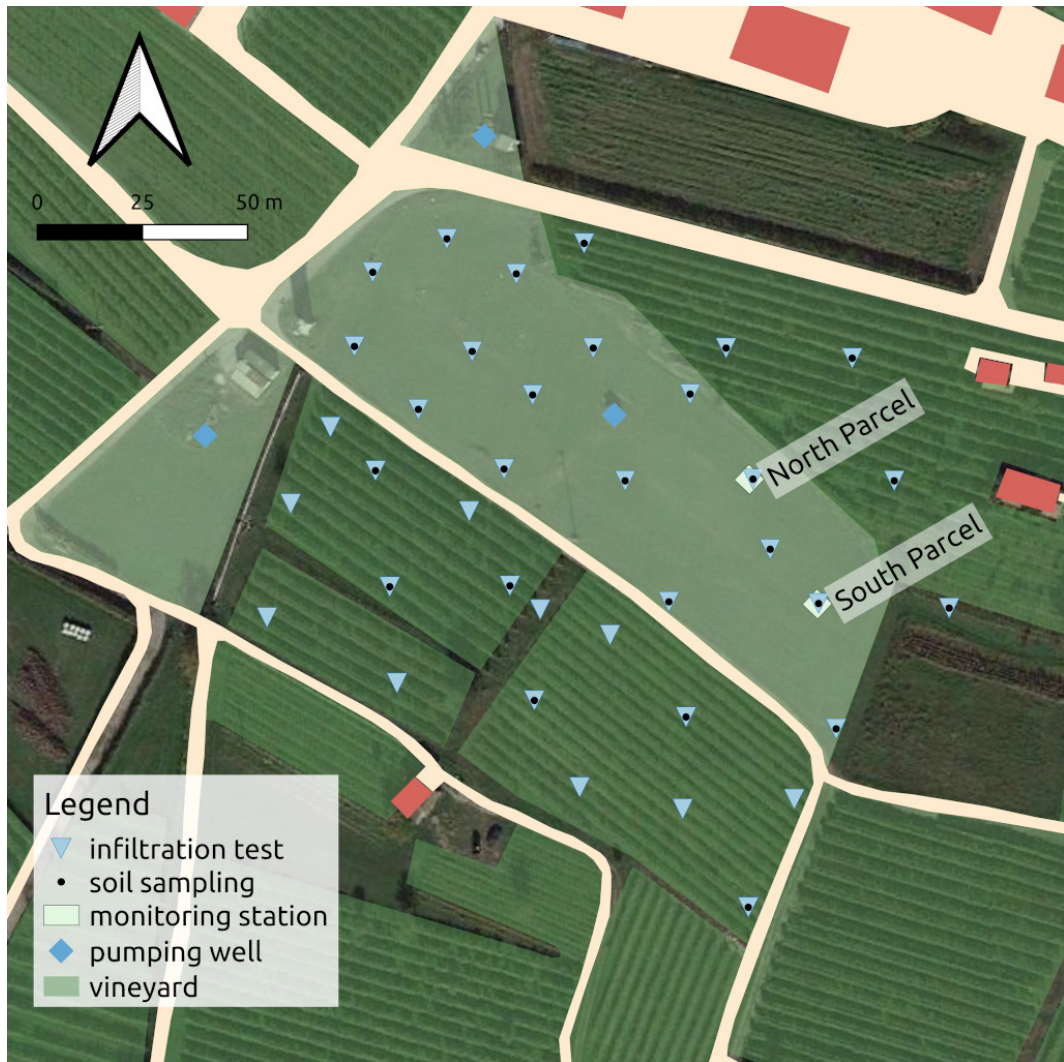 0 25 50 m
North Parcel
South Parcel
Legend
infiltration test
soil sampling
monitoring station
pumping well
vineyard